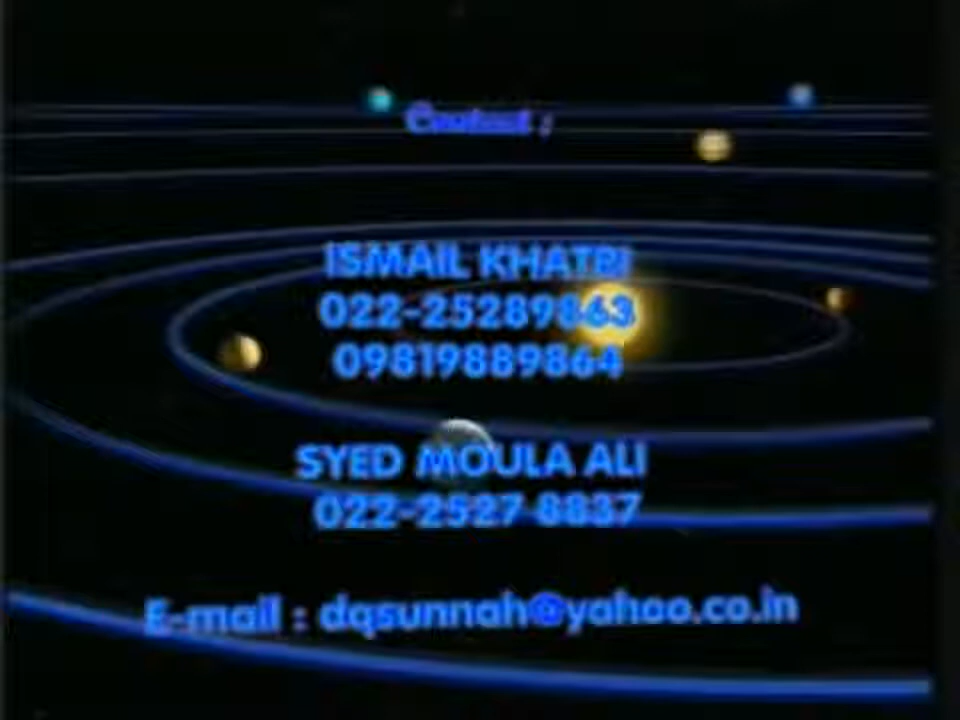 Contact :
ISMAIL KHATRI
022-25289863
09819889864
SYED MOULA ALI
022-2527 8837
E-mail : dqsunnah@yahoo.co.in